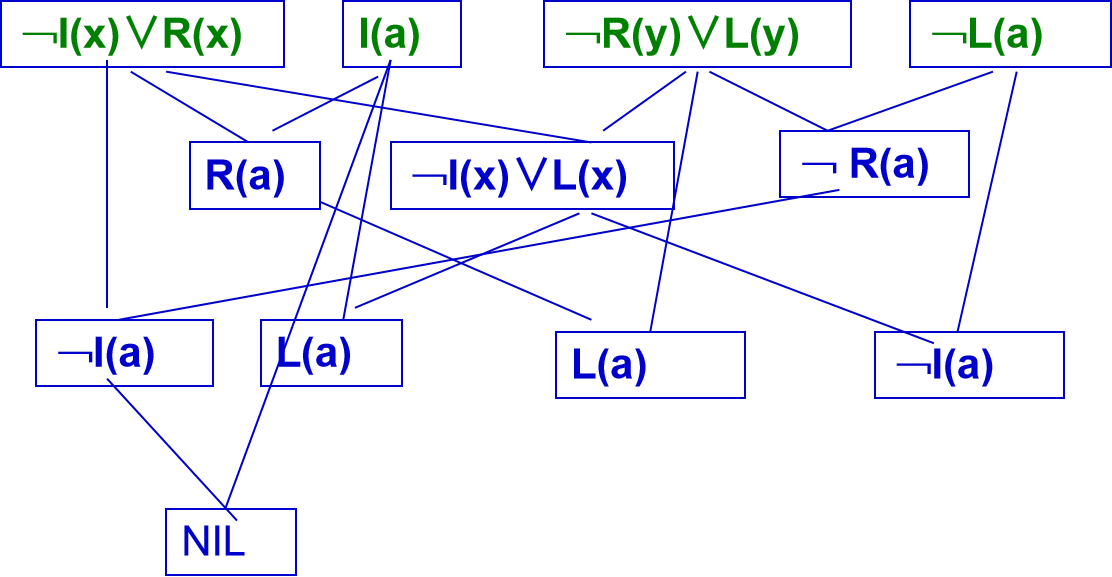 ¬I(x)∨R(x)
I(a)
¬R(y)∨L(y)
¬L(a)
R(a)
¬I(x)∨L(x)
¬ R(a)
¬I(a)
L(a)
L(a)
¬I(a)
NIL